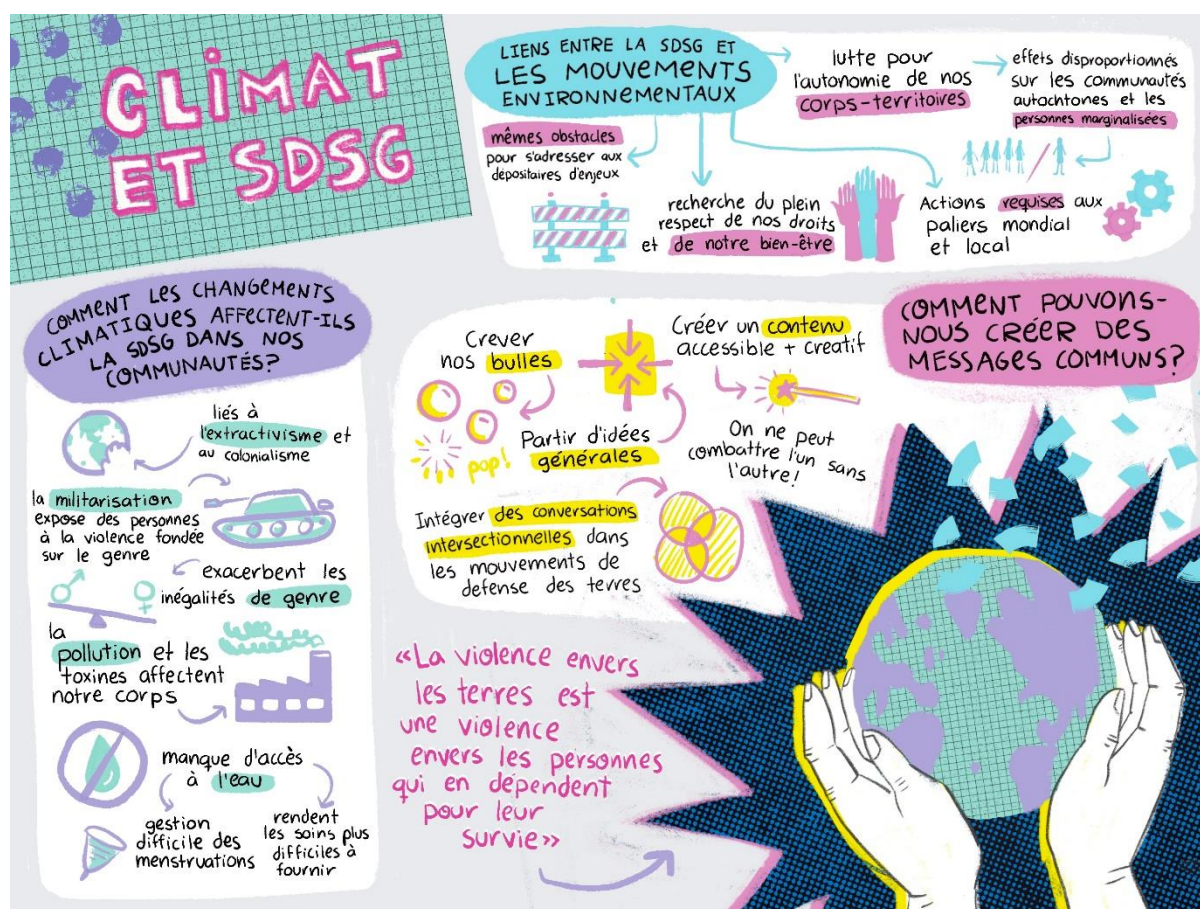 CLIMAT
ET SDSG
LIENS ENTRE LA SDSG ET
LES MOUVEMENTS
ENVIRONNEMENTAUX
lutte pour
l'autonomie de nos
corps-territoires
effets disproportionnés
sur les communautés
autochtones et les
personnes marginalisées
mêmes obstacles
pour s'adresser aux
dépositaires d'enjeux
recherche du plein
respect de nos droits
et de notre bien-être
Actions requises aux
paliers mondial
et local
COMMENT LES CHANGEMENTS
CLIMATIQUES AFFECTENT-ILS
LA SDSG DANS NOS
COMMUNAUTÉS?
liés à
l'extractivisme et
au colonialisme
la militarisation
expose des personnes
à la violence fondée
sur le genre
exacerbent les
inégalités de genre
la
pollution et les
toxines affectent
notre corps
manque d'accès
à l'eau
gestion
difficile des
menstruations
rendent
les soins plus
difficiles à
fournir
COMMENT POUVONS-
NOUS CRÉER DES
MESSAGES COMMUNS?
Crever
nos bulles
pop!
Partir d'idées
générales
Créer un contenu
accessible + creatif
On ne peut
combattre l'un sans
l'autre!
Intégrer des conversations
intersectionnelles dans
les mouvements de
defense des terres
«La violence envers
les terres est
une violence
envers les personnes
qui en dépendent
pour leur
survie»